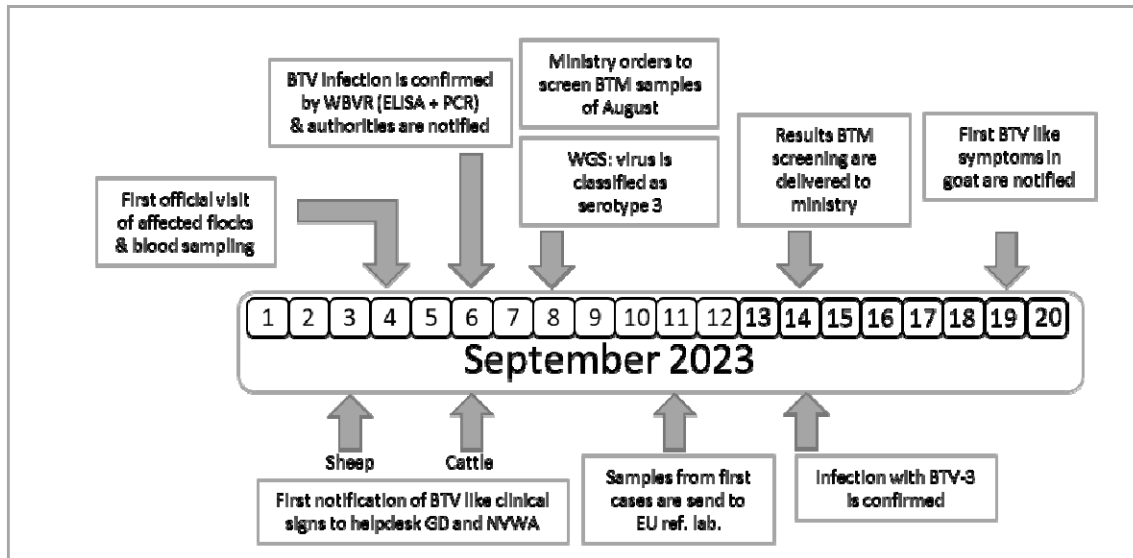 BTV infection is confirmed
by WBVR (ELISA + PCR)
& authorities are notified
Ministry orders to
screen BTM samples
of August
WGS: virus is
classified as
serotype 3
Results BTM
screening are
delivered to
ministry
First BTV like
symptoms in
goat are notified
First official visit
of affected flocks
& blood sampling
1 2 3 4 5 6 7 8 9 10 11 12 13 14 15 16 17 18 19 20
September 2023
Sheep
Cattle
First notification of BTV like clinical
signs to helpdesk GD and NVWA
Samples from first
cases are send to
EU ref. lab.
Infection with BTV-3
is confirmed